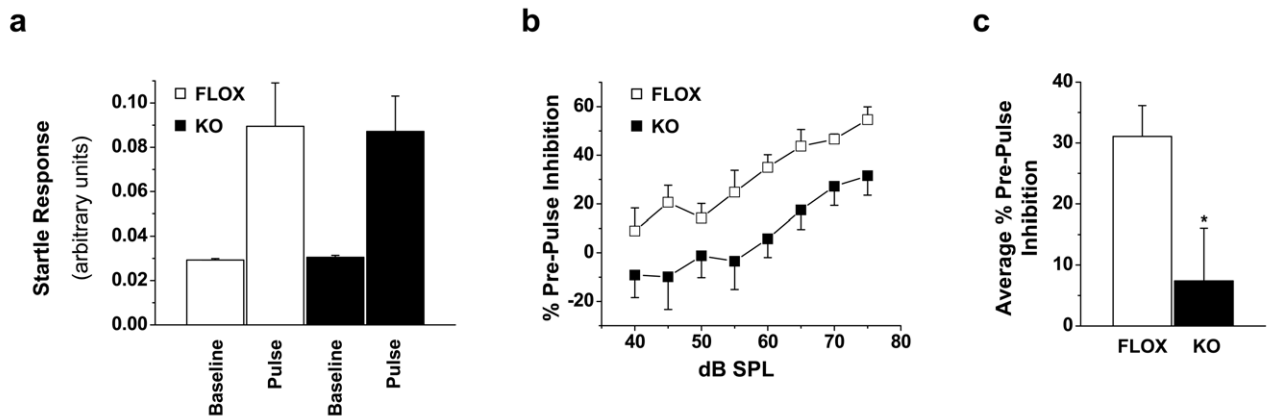 a
Startle Response
(arbitrary units)
0.10
0.08
0.06
0.04
0.02
0.00
FLOX
KO
Baseline
Pulse
Baseline
Pulse
b
% Pre-Pulse Inhibition
60
40
20
0
-20
FLOX
KO
40
50
60
70
80
dB SPL
c
Average % Pre-Pulse
Inhibition
40
30
20
10
0
*
FLOX
KO